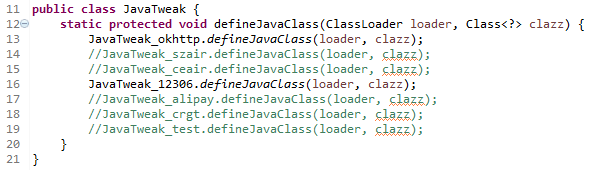 11 public class JavaTweak {
12 static protected void defineJavaClass(ClassLoader loader, Class<?> clazz) {
13 JavaTweak_okhttp.defineJavaClass(loader, clazz);
14 //JavaTweak_szair.defineJavaClass(loader, clazz);
15 //JavaTweak_ceair.defineJavaClass(loader, clazz);
16 JavaTweak_12306.defineJavaClass(loader, clazz);
17 //JavaTweak_alipay.defineJavaClass(loader, clazz);
18 //JavaTweak_crgt.defineJavaClass(loader, clazz);
19 //JavaTweak_test.defineJavaClass(loader, clazz);
20 }
21 }